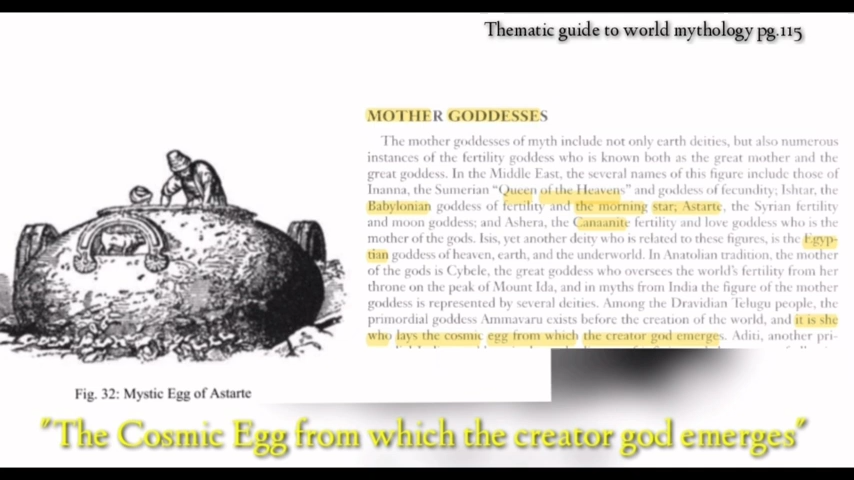 Thematic guide to world mythology pg.115
MOTHER GODDESSES
The mother goddesses of myth include not only earth deities, but also numerous
instances of the fertility goddess who is known both as the great mother and the
great goddess. In the Middle East, the several names of this figure include those of
Inanna, the Sumerian “Queen of the Heavens” and goddess of fecundity; Ishtar, the
Babylonian goddess of fertility and the morning star; Astarte, the Syrian fertility
and moon goddess; and Ashera, the Canaanite fertility and love goddess who is the
mother of the gods. Isis, yet another deity who is related to these figures, is the Egyp-
tian goddess of heaven, earth, and the underworld. In Anatolian tradition, the mother
of the gods is Cybele, the great goddess who oversees the world's fertility from her
throne on the peak of Mount Ida, and in myths from India the figure of the mother
goddess is represented by several deities. Among the Dravidian Telugu people, the
primordial goddess Ammavaru exists before the creation of the world, and it is she
who lays the cosmic egg from which the creator god emerges. Aditi, another pri-
Fig. 32: Mystic Egg of Astarte
"The Cosmic Egg from which the creator god emerges"